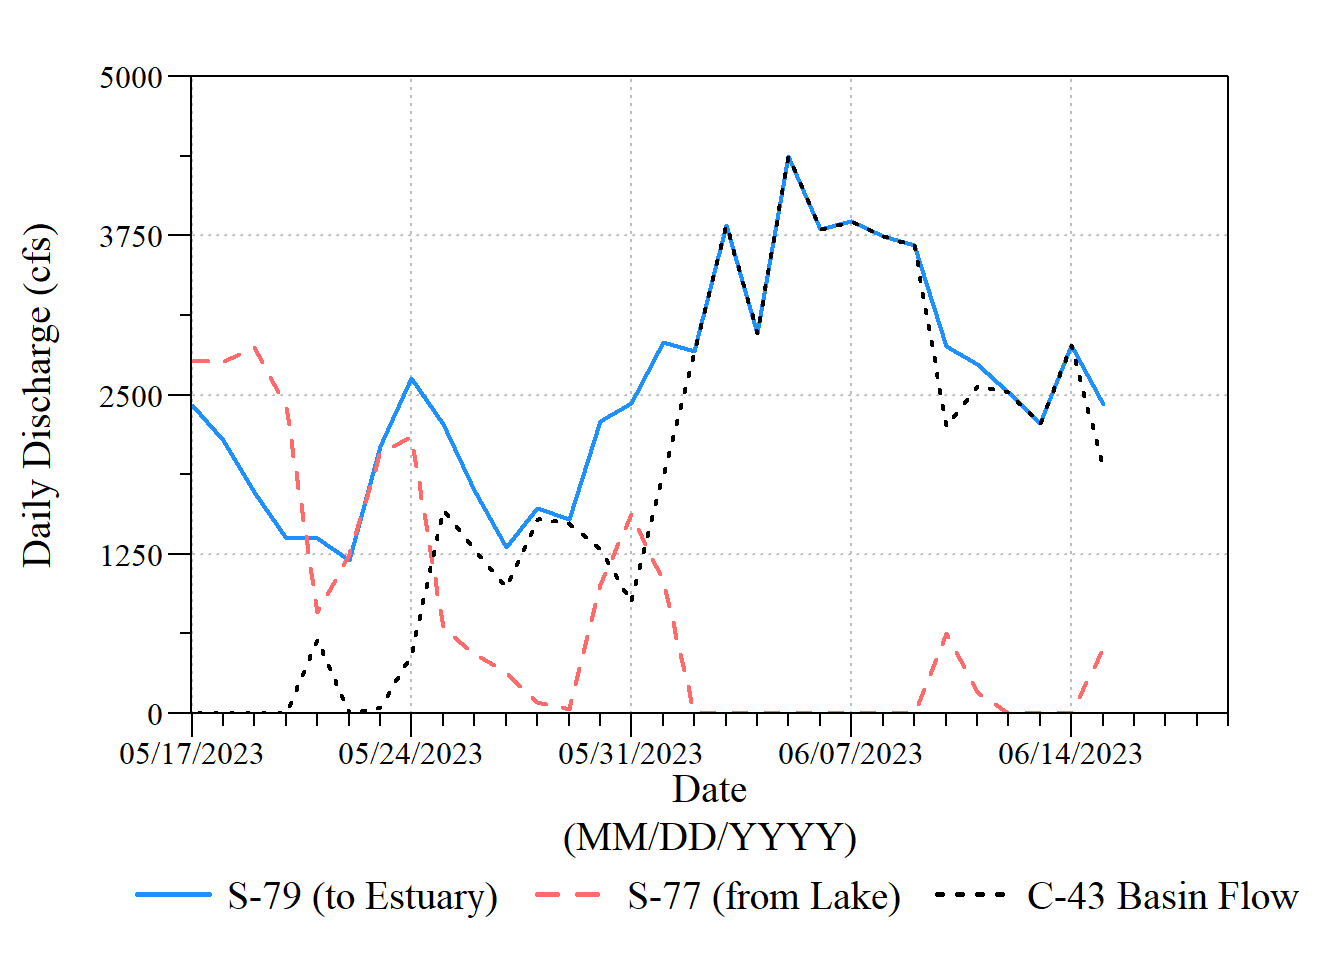 5000
3750
2500
1250
0
Daily Discharge (cfs)
05/17/2023 05/24/2023 05/31/2023 06/07/2023 06/14/2023
Date
(MM/DD/YYYY)
S-79 (to Estuary) S-77 (from Lake) C-43 Basin Flow